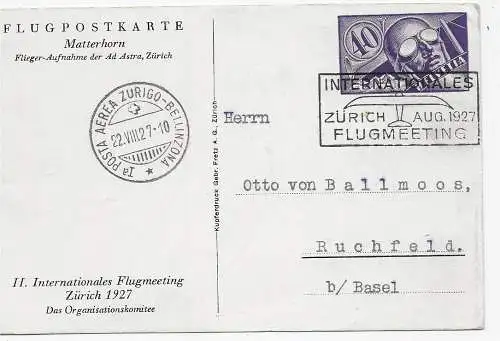 FLUGPOSTKARTE
Matterhorn
Flieger-Aufnahme der Ad Astra, Zürich
Iª POSTA AEREA ZURIGO-BELLINZONA
22.VIII.27.-10
II. Internationales Flugmeeting
Zürich 1927
Das Organisationskomitee
Kupferdruck Gebr. Fretz A. G., Zürich
40
HELVETIA
INTERNATIONALES
ZÜRICH AUG. 1927
FLUGMEETING
Herrn
Otto von Ballmoos,
Ruchfeld.
b/Basel